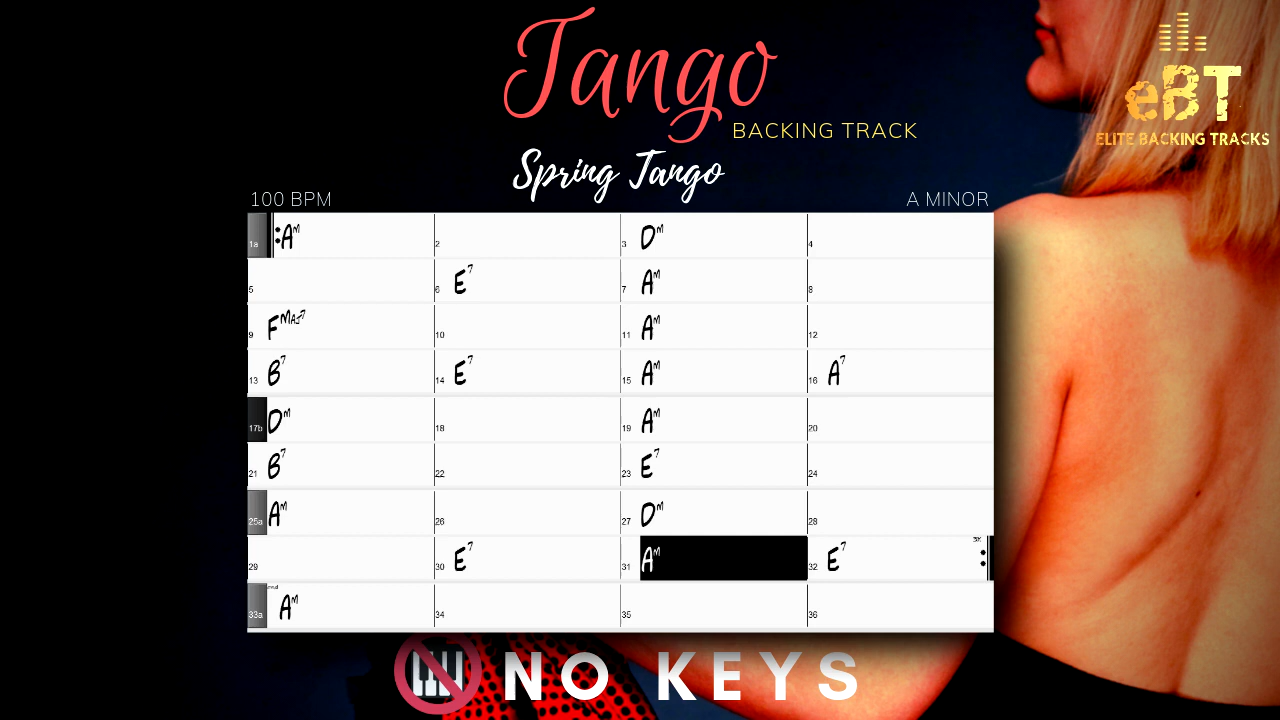 Tango
eBT
BACKING TRACK
ELITE BACKING TRACKS
Spring Tango
100 BPM
A MINOR
1a :Am 2 3 Dm 4
5 6 E7 7 Am 8
9 FMAJ7 10 11 Am 12
13 B7 14 E7 15 Am 16 A7
17b Dm 18 19 Am 20
21 B7 22 23 E7 24
25a Am 26 27 Dm 28
29 30 E7 31 Am 32 E7 3x :
33a Am 34 35 36
NO KEYS